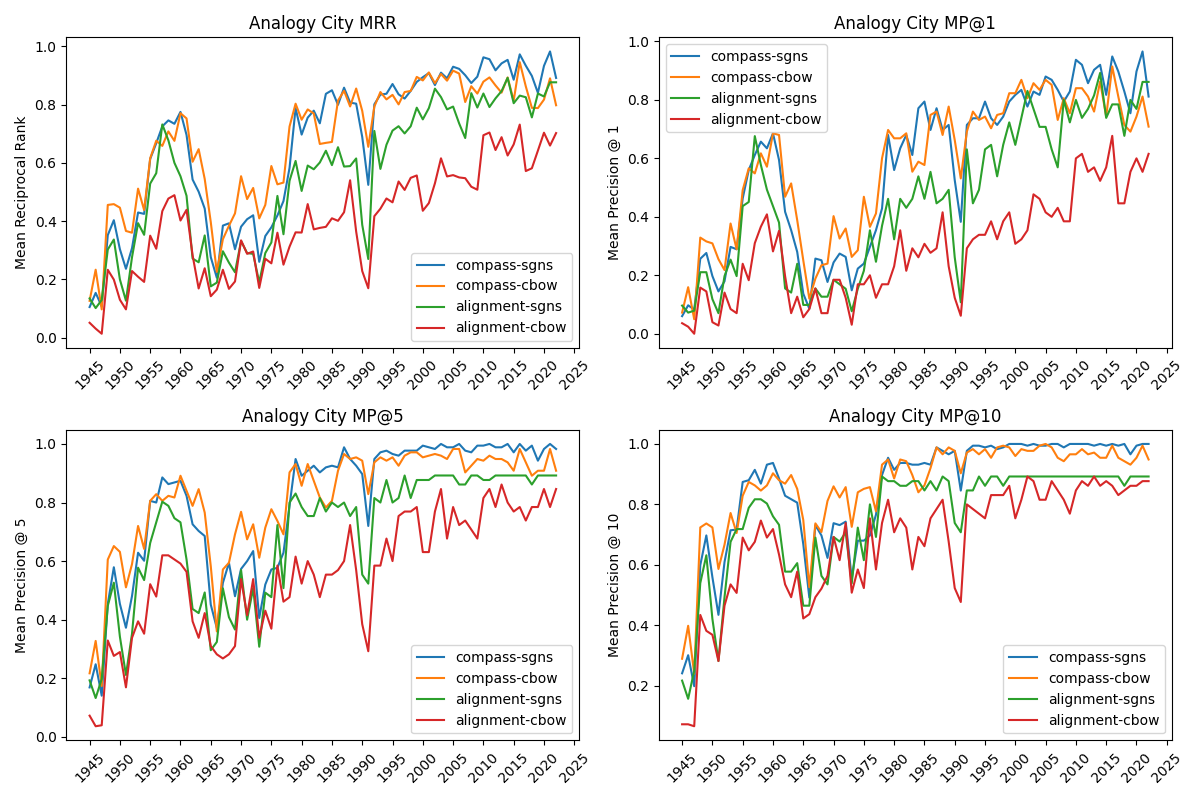 Analogy City MRR
Mean Reciprocal Rank
1.0
0.8
0.6
0.4
0.2
0.0
compass-sgns
compass-cbow
alignment-sgns
alignment-cbow
1945 1950 1955 1960 1965 1970 1975 1980 1985 1990 1995 2000 2005 2010 2015 2020 2025
Analogy City MP@1
Mean Precision @ 1
1.0
0.8
0.6
0.4
0.2
0.0
compass-sgns
compass-cbow
alignment-sgns
alignment-cbow
1945 1950 1955 1960 1965 1970 1975 1980 1985 1990 1995 2000 2005 2010 2015 2020 2025
Analogy City MP@5
Mean Precision @ 5
1.0
0.8
0.6
0.4
0.2
0.0
compass-sgns
compass-cbow
alignment-sgns
alignment-cbow
1945 1950 1955 1960 1965 1970 1975 1980 1985 1990 1995 2000 2005 2010 2015 2020 2025
Analogy City MP@10
Mean Precision @ 10
1.0
0.8
0.6
0.4
0.2
compass-sgns
compass-cbow
alignment-sgns
alignment-cbow
1945 1950 1955 1960 1965 1970 1975 1980 1985 1990 1995 2000 2005 2010 2015 2020 2025